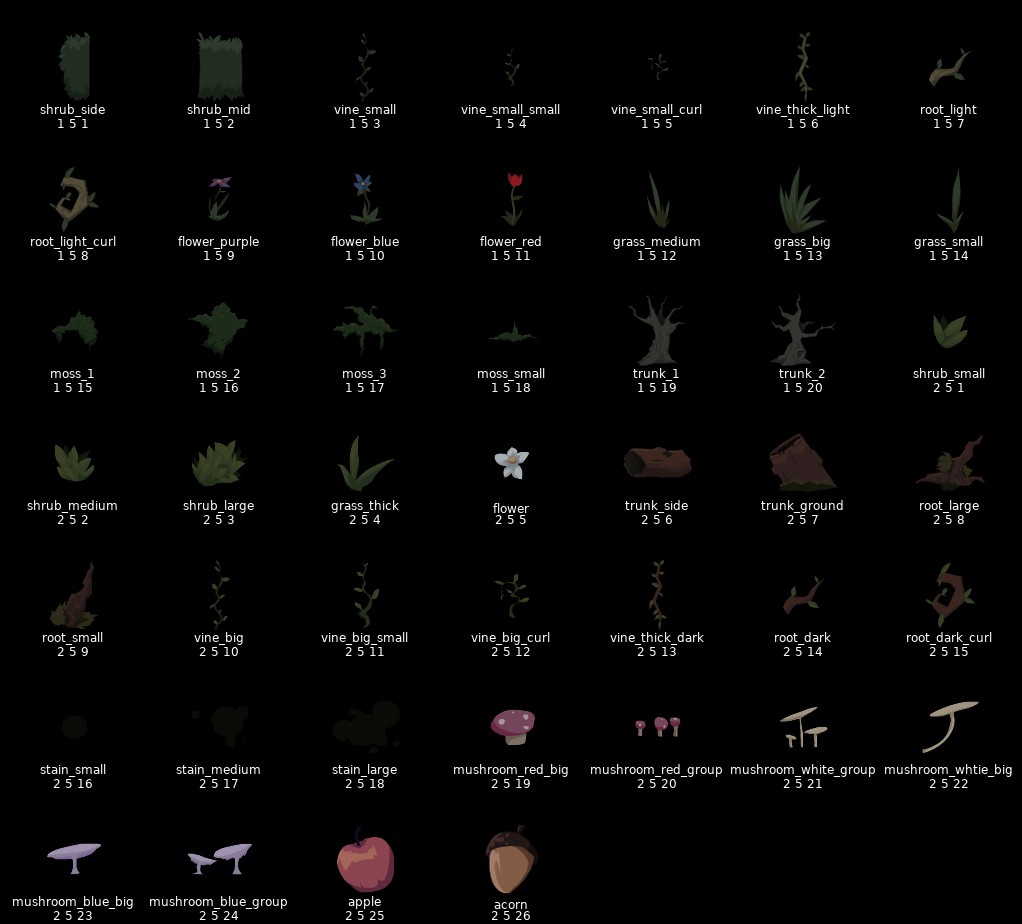 shrub_side shrub_mid vine_small vine_small_small vine_small_curl vine_thick_light root_light
1 5 1 1 5 2 1 5 3 1 5 4 1 5 5 1 5 6 1 5 7
root_light_curl flower_purple flower_blue flower_red grass_medium grass_big grass_small
1 5 8 1 5 9 1 5 10 1 5 11 1 5 12 1 5 13 1 5 14
moss_1 moss_2 moss_3 moss_small trunk_1 trunk_2 shrub_small
1 5 15 1 5 16 1 5 17 1 5 18 1 5 19 1 5 20 2 5 1
shrub_medium shrub_large grass_thick flower trunk_side trunk_ground root_large
2 5 2 2 5 3 2 5 4 2 5 5 2 5 6 2 5 7 2 5 8
root_small vine_big vine_big_small vine_big_curl vine_thick_dark root_dark root_dark_curl
2 5 9 2 5 10 2 5 11 2 5 12 2 5 13 2 5 14 2 5 15
stain_small stain_medium stain_large mushroom_red_big mushroom_red_group mushroom_white_group mushroom_whtie_big
2 5 16 2 5 17 2 5 18 2 5 19 2 5 20 2 5 21 2 5 22
mushroom_blue_big mushroom_blue_group apple acorn
2 5 23 2 5 24 2 5 25 2 5 26